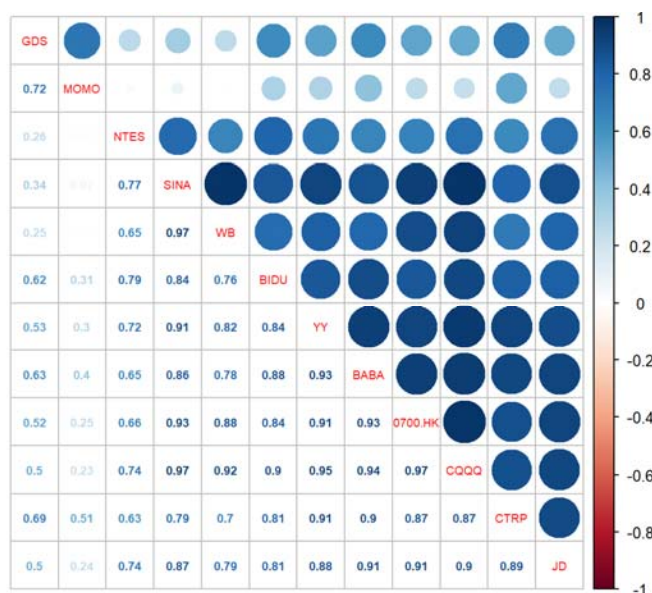 GDS
0.72 MOMO
0.26 NTES
0.34 0.77 SINA
0.25 0.65 0.97 WB
0.62 0.31 0.79 0.84 0.76 BIDU
0.53 0.3 0.72 0.91 0.82 0.84 YY
0.63 0.4 0.65 0.86 0.78 0.88 0.93 BABA
0.52 0.25 0.66 0.93 0.88 0.84 0.91 0.93 0700.HK
0.5 0.23 0.74 0.97 0.92 0.9 0.95 0.94 0.97 CQQQ
0.69 0.51 0.63 0.79 0.7 0.81 0.91 0.9 0.87 0.87 CTRP
0.5 0.24 0.74 0.87 0.79 0.81 0.88 0.91 0.91 0.9 0.89 JD
1
0.8
0.6
0.4
0.2
0
-0.2
-0.4
-0.6
-0.8
-1